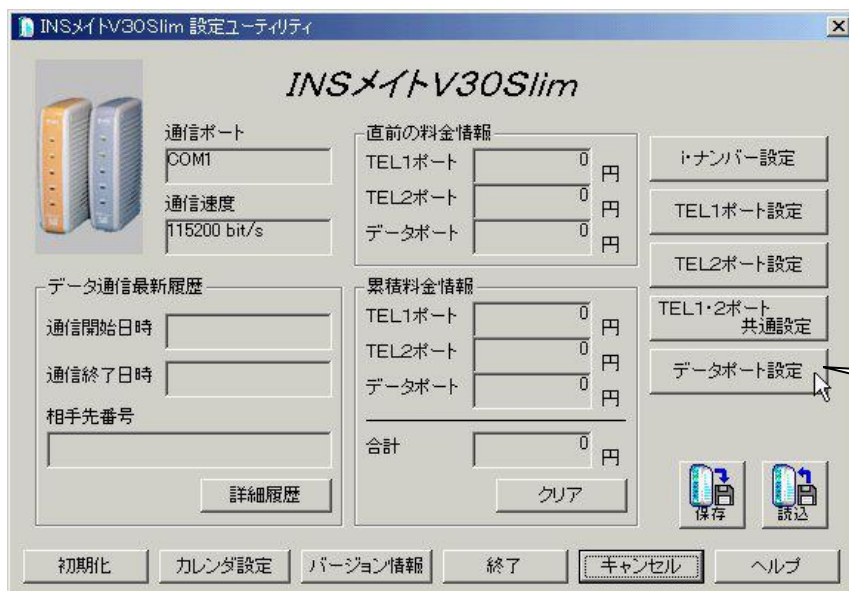 INSメイトV30Slim 設定ユーティリティ
INSメイトV30Slim
通信ポート
COM1
通信速度
115200 bit/s
直前の料金情報
TEL1ポート 0 円
TEL2ポート 0 円
データポート 0 円
i・ナンバー設定
TEL1ポート設定
TEL2ポート設定
TEL1・2ポート
共通設定
データポート設定
データ通信最新履歴
通信開始日時
通信終了日時
相手先番号
詳細履歴
累積料金情報
TEL1ポート 0 円
TEL2ポート 0 円
データポート 0 円
合計 0 円
クリア
保存
読込
初期化 カレンダ設定 バージョン情報 終了 キャンセル ヘルプ